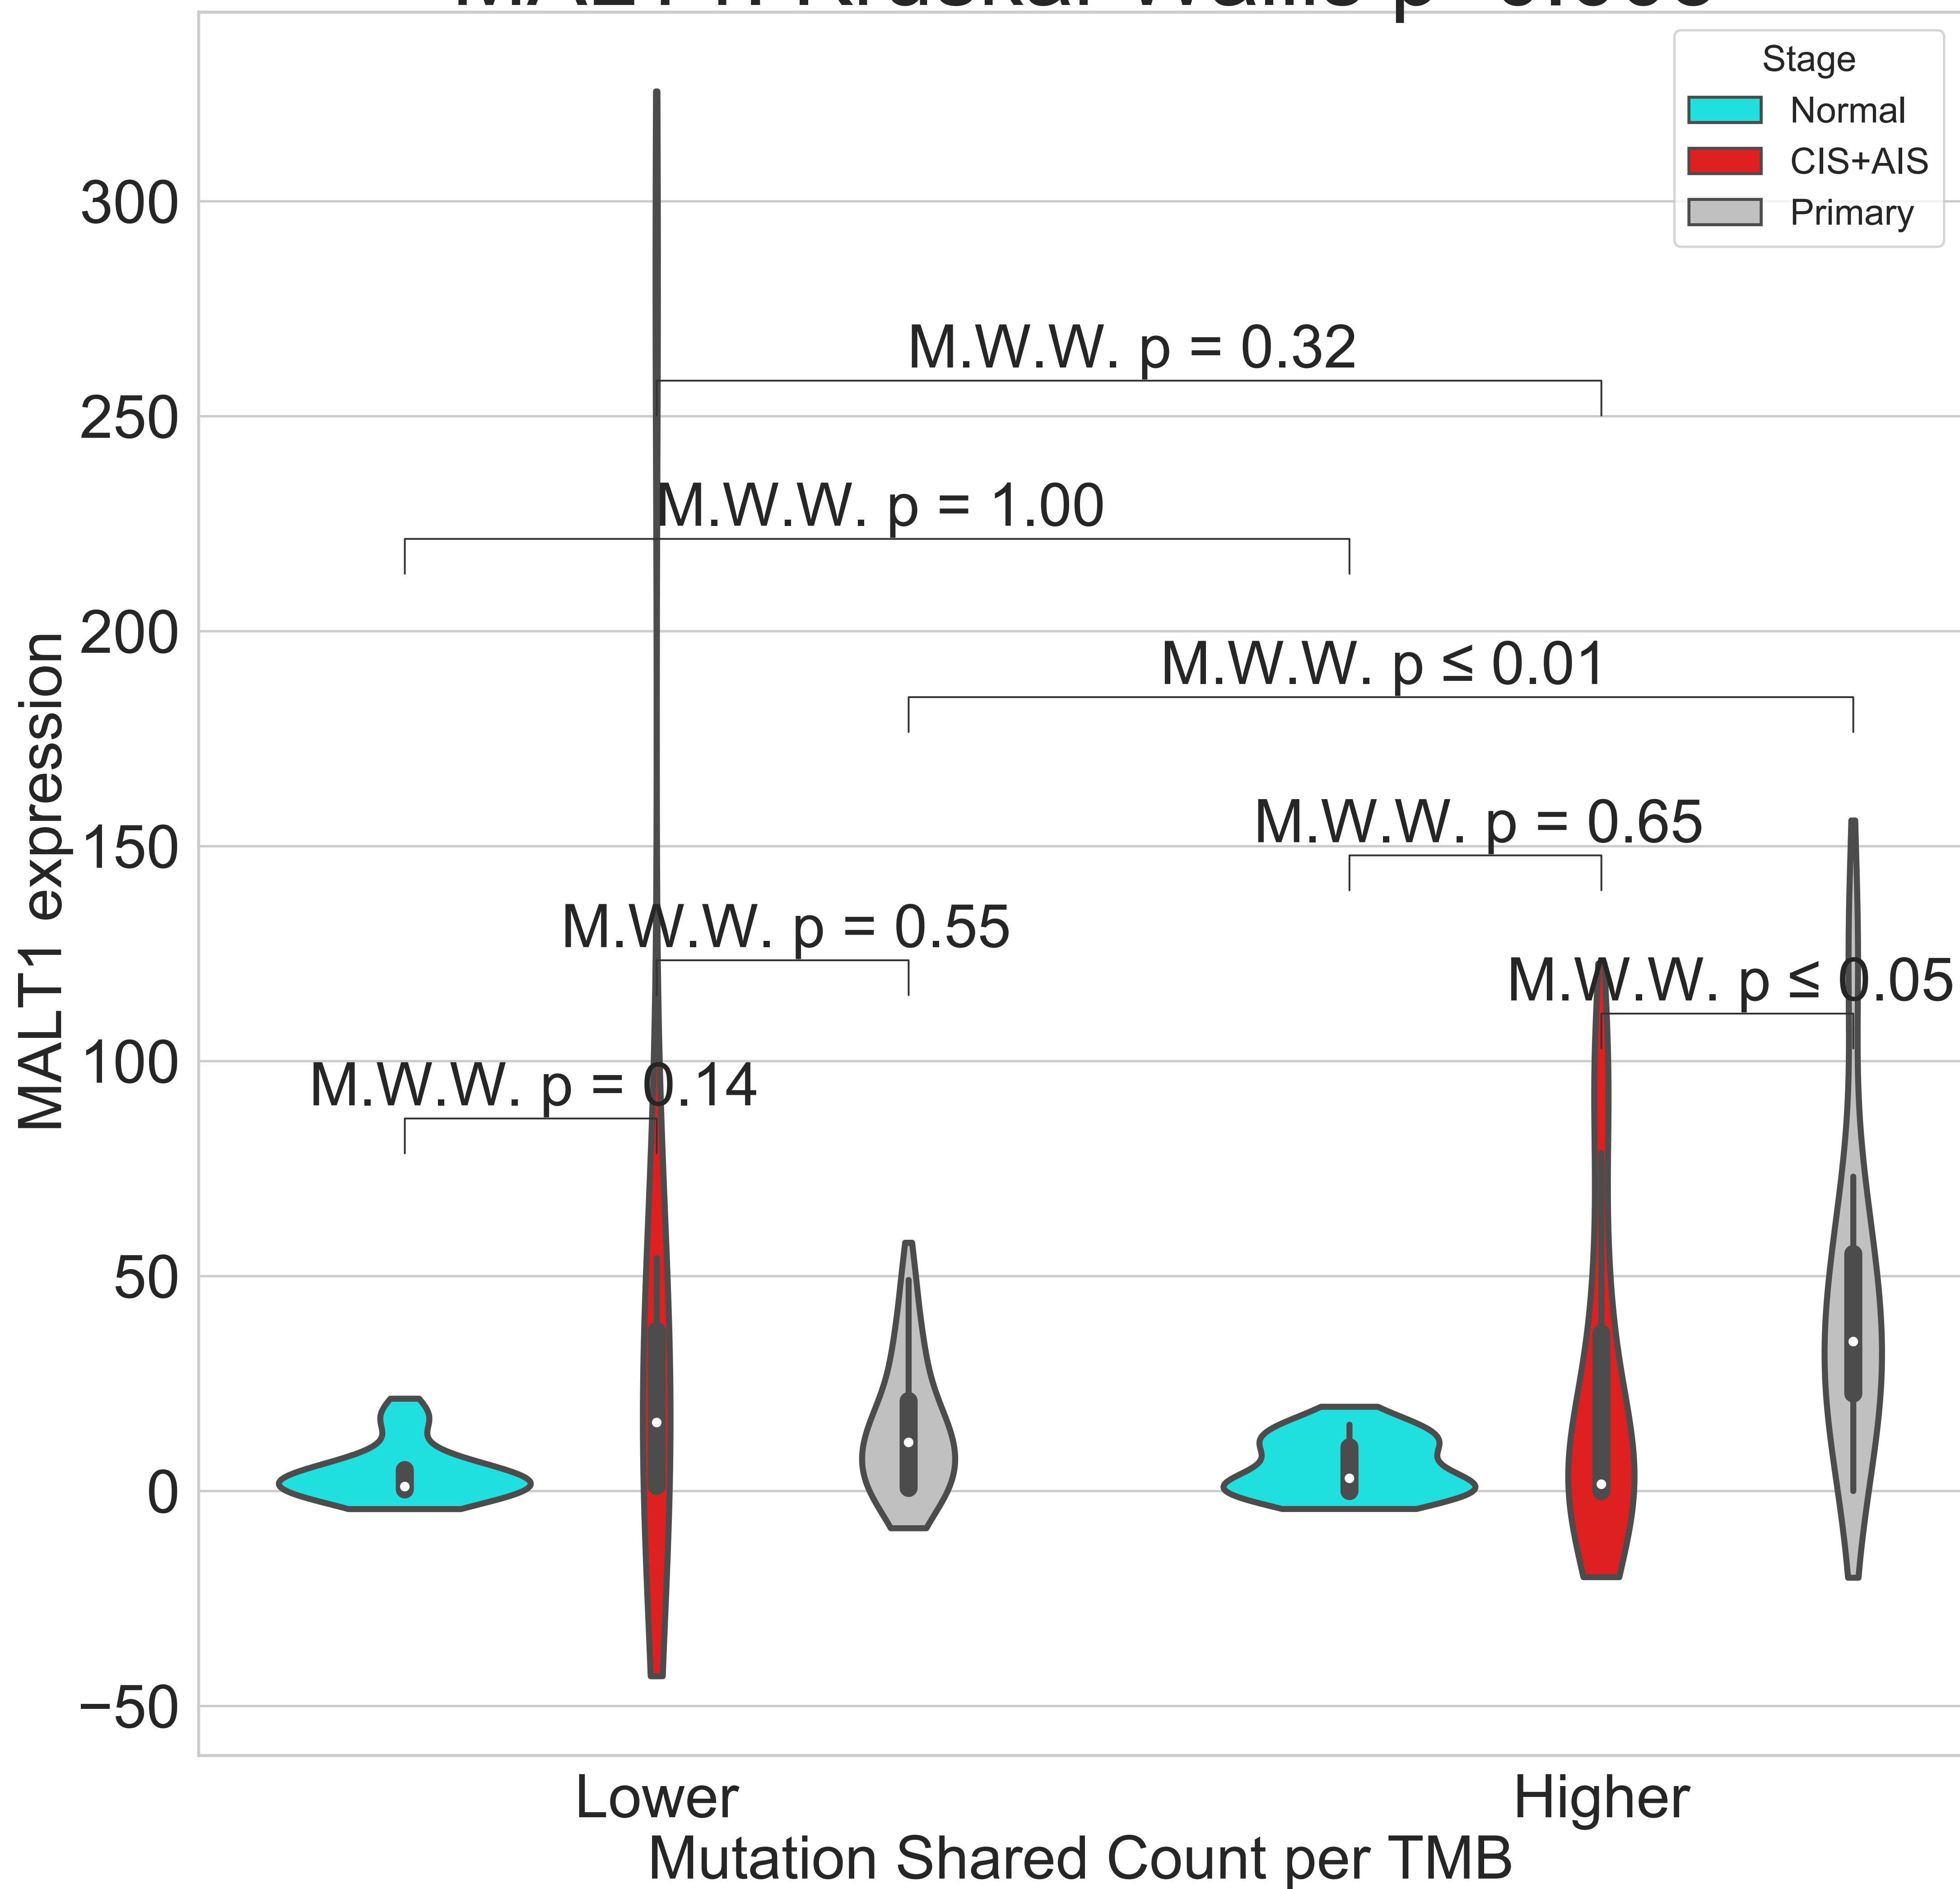 Stage
Normal
CIS+AIS
Primary
300
250
200
150
100
50
0
−50
MALT1 expression
M.W.W. p = 0.32
M.W.W. p = 1.00
M.W.W. p ≤ 0.01
M.W.W. p = 0.65
M.W.W. p = 0.55
M.W.W. p ≤ 0.05
M.W.W. p = 0.14
Lower
Higher
Mutation Shared Count per TMB